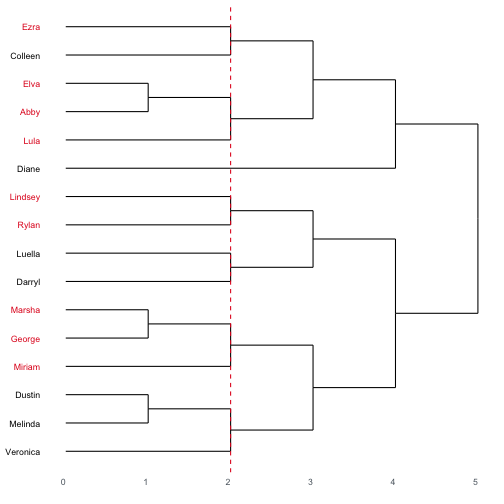 Ezra
Colleen
Elva
Abby
Lula
Diane
Lindsey
Rylan
Luella
Darryl
Marsha
George
Miriam
Dustin
Melinda
Veronica
0 1 2 3 4 5